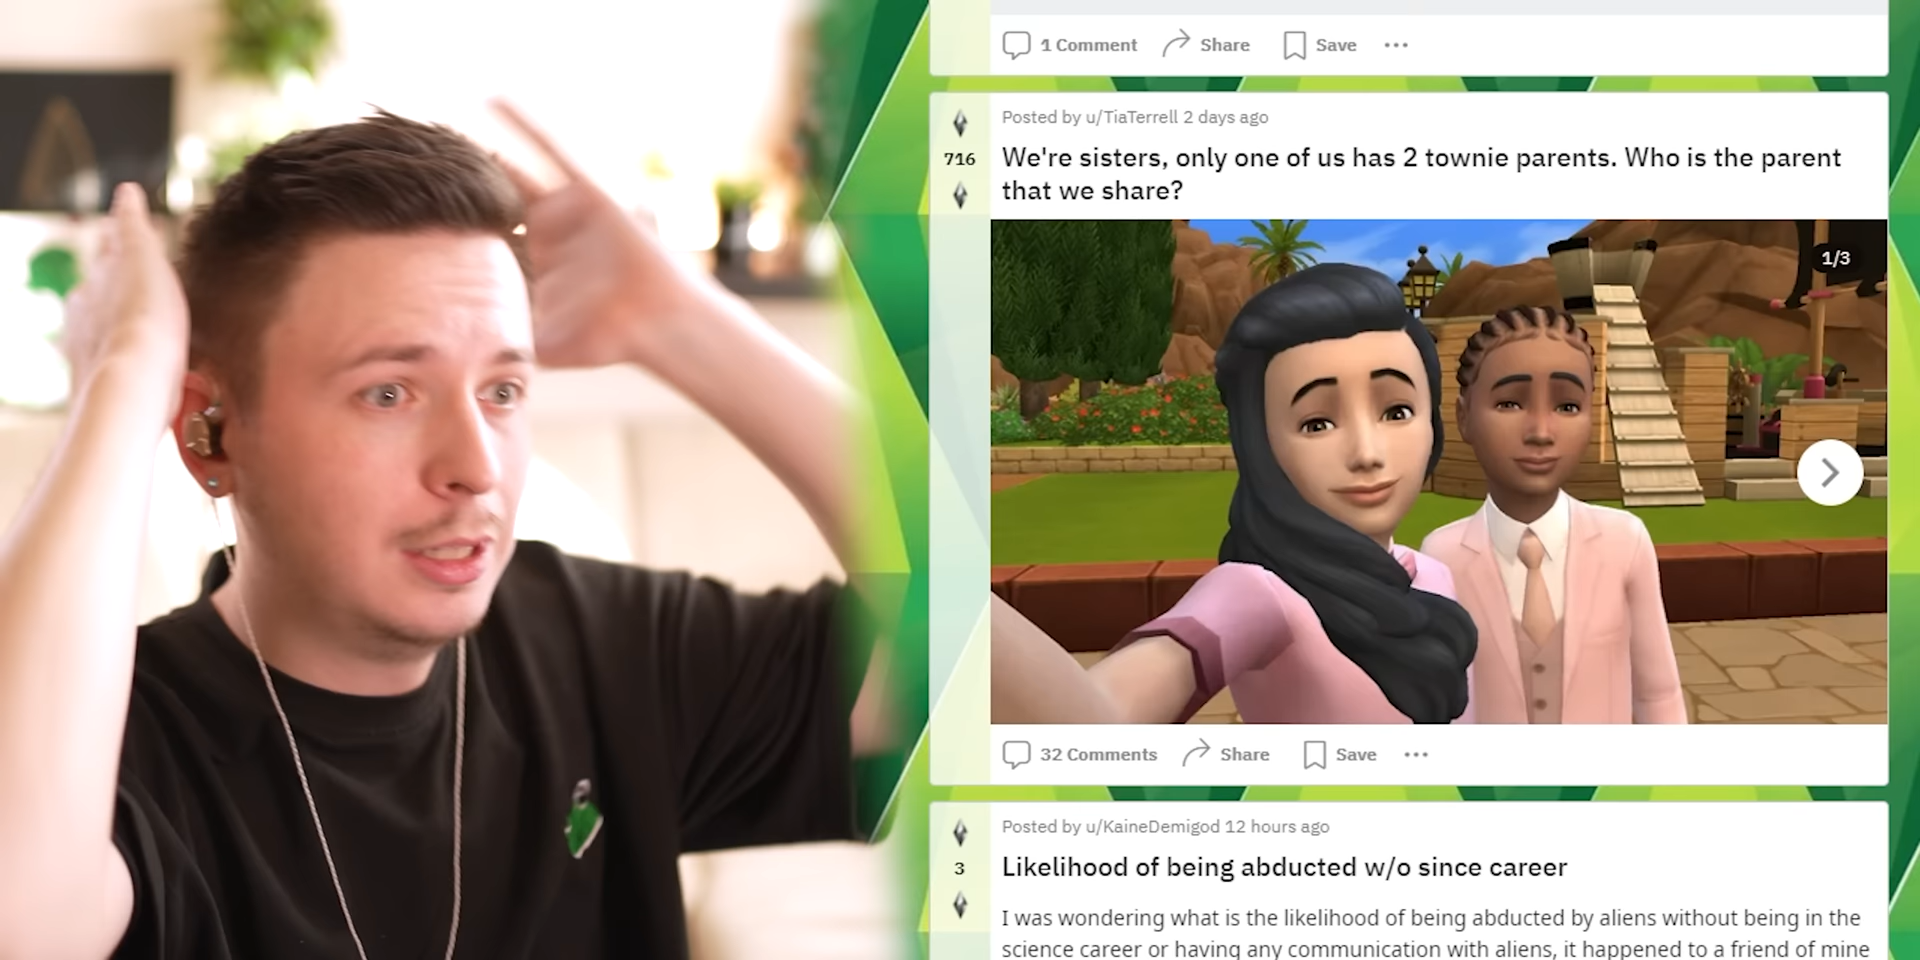 1 Comment Share Save
Posted by u/TiaTerrell 2 days ago
716
We're sisters, only one of us has 2 townie parents. Who is the parent
that we share?
1/3
32 Comments Share Save
Posted by u/KaineDemigod 12 hours ago
3
Likelihood of being abducted w/o since career
I was wondering what is the likelihood of being abducted by aliens without being in the
science career or having any communication with aliens, it happened to a friend of mine